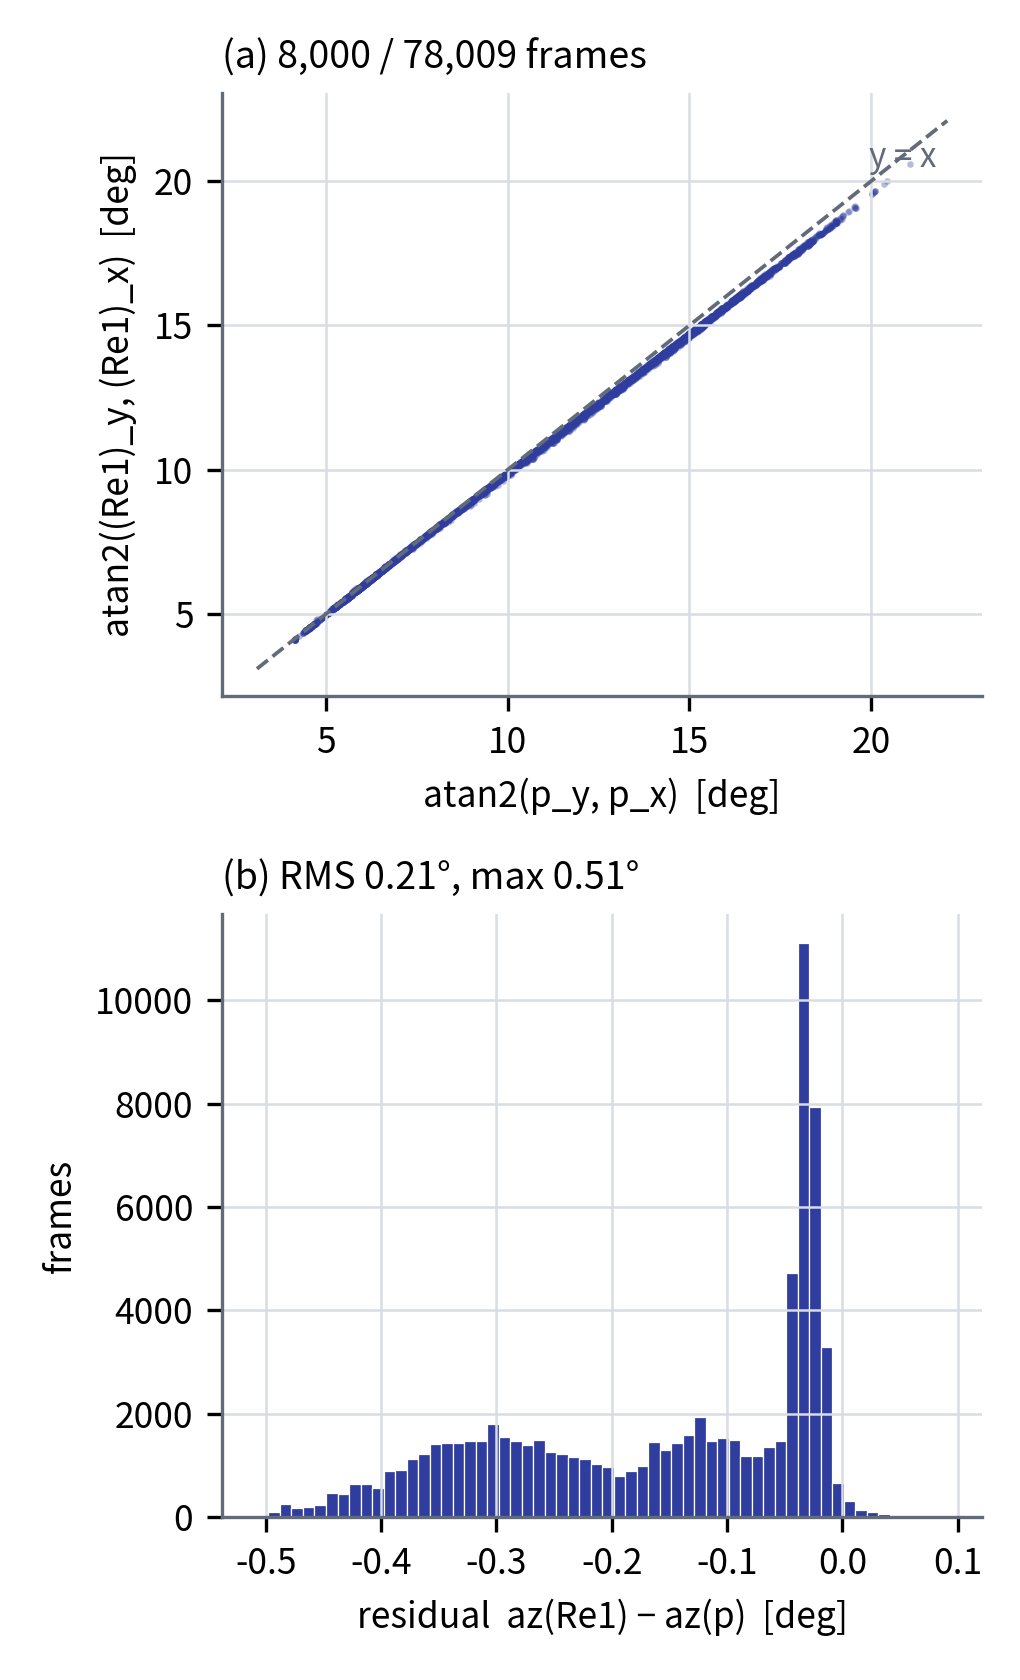 (a) 8,000 / 78,009 frames
y = x
atan2((Re1)_y, (Re1)_x) [deg]
20
15
10
5
5 10 15 20
atan2(p_y, p_x) [deg]
(b) RMS 0.21°, max 0.51°
frames
10000
8000
6000
4000
2000
0
-0.5 -0.4 -0.3 -0.2 -0.1 0.0 0.1
residual az(Re1) − az(p) [deg]